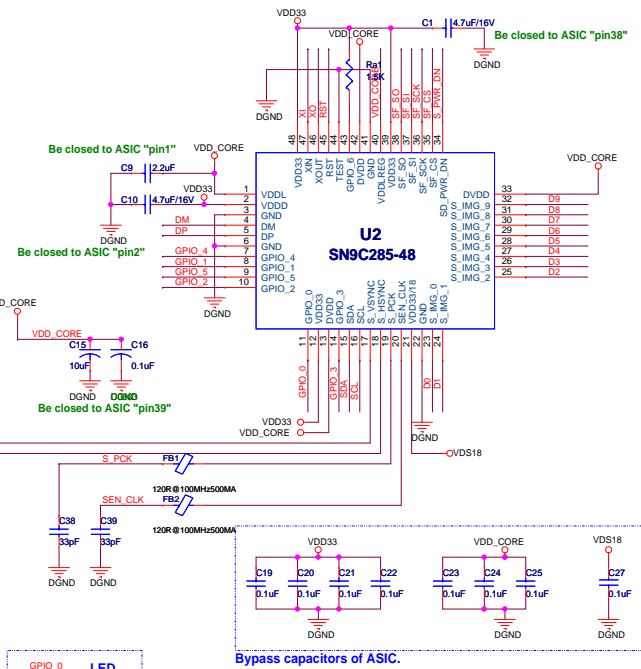 VDD33
C1
4.7uF/16V
Be closed to ASIC "pin38"
VDD_CORE
DGND
Ra1
1.5K
DGND
XI
XO
RST
VDD_CORE
SF_SO
SF_SI
SF_SCK
SF_CS
S_PWR_DN
48
47
46
45
44
43
42
41
40
39
38
37
36
35
34
VDD33
XIN
XOUT
RST
TEST
GPIO_6
DVDD
GND
VDDLREG
VDD33
SF_SO
SF_SI
SF_SCK
SF_CS
SD_PWR_DN
Be closed to ASIC "pin1"
VDD_CORE
C9
2.2uF
C10
4.7uF/16V
VDD33
DGND
Be closed to ASIC "pin2"
DM
DP
GPIO_4
GPIO_1
GPIO_5
GPIO_2
1
2
3
4
5
6
7
8
9
10
VDDL
VDDD
GND
DM
DP
GND
GPIO_4
GPIO_1
GPIO_5
GPIO_2
U2
SN9C285-48
VDD_CORE
DVDD
S_IMG_9
S_IMG_8
S_IMG_7
S_IMG_6
S_IMG_5
S_IMG_4
S_IMG_3
S_IMG_2
33
32
31
30
29
28
27
26
25
D9
D8
D7
D6
D5
D4
D3
D2
DGND
GPIO_0
VDD33
DVDD
GPIO_3
SDA
SCL
S_VSYNC
S_HSYNC
S_PCK
SEN_CLK
VDD33/18
GND
S_IMG_0
S_IMG_1
11
12
13
14
15
16
17
18
19
20
21
22
23
24
GPIO_0
GPIO_3
SDA
SCL
D0
D1
D_CORE
VDD_CORE
C15
10uF
C16
0.1uF
DGND
DGND
Be closed to ASIC "pin39"
VDD33
VDD_CORE
DGND
VDS18
S_PCK
FB1
120R@100MHz500MA
SEN_CLK
FB2
120R@100MHz500MA
C38
33pF
C39
33pF
DGND
DGND
VDD33
C19
0.1uF
C20
0.1uF
C21
0.1uF
C22
0.1uF
DGND
VDD_CORE
C23
0.1uF
C24
0.1uF
C25
0.1uF
DGND
VDS18
C27
0.1uF
DGND
Bypass capacitors of ASIC.
GPIO_0
LED